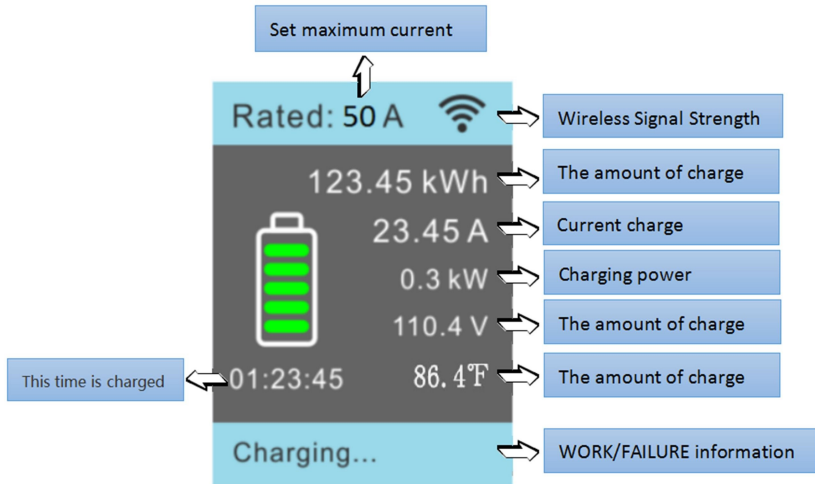 Set maximum current
Rated: 50 A
Wireless Signal Strength
123.45 kWh
The amount of charge
23.45 A
Current charge
0.3 kW
Charging power
110.4 V
The amount of charge
This time is charged
01:23:45
86.4℉
The amount of charge
Charging...
WORK/FAILURE information